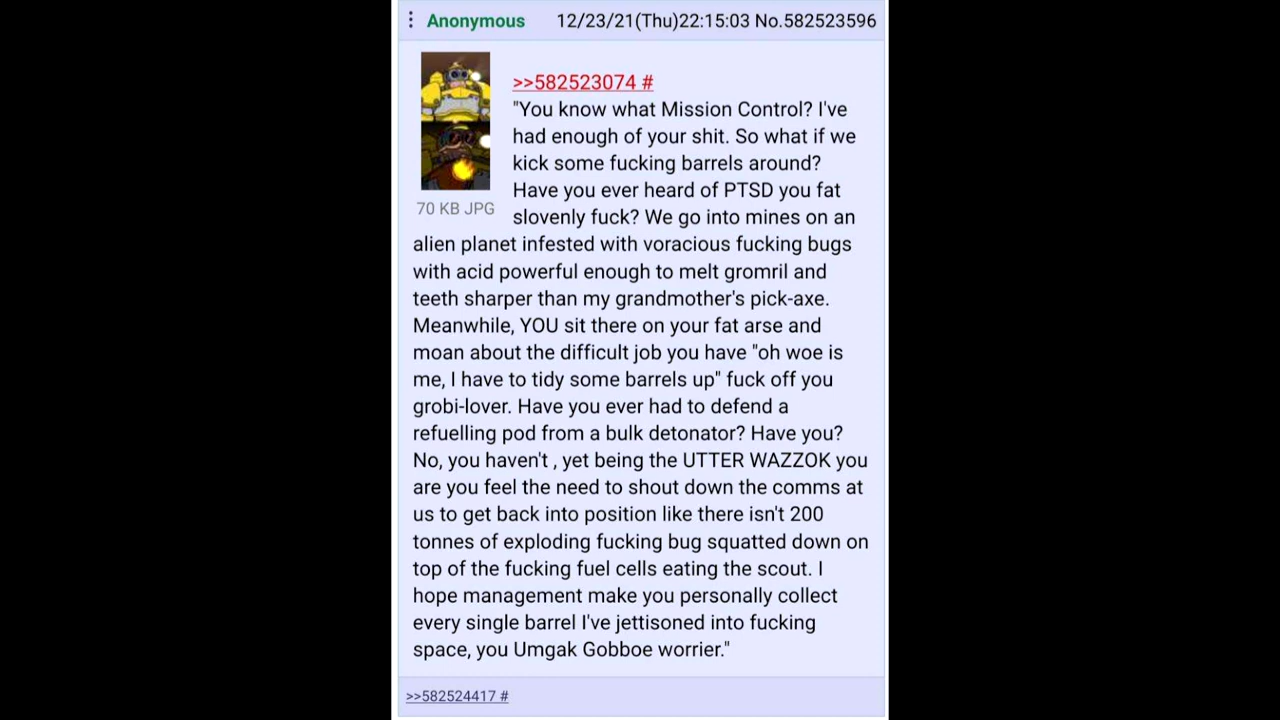 Anonymous 12/23/21(Thu)22:15:03 No.582523596
>>582523074 #
"You know what Mission Control? I've
had enough of your shit. So what if we
kick some fucking barrels around?
Have you ever heard of PTSD you fat
70 KB JPG
slovenly fuck? We go into mines on an
alien planet infested with voracious fucking bugs
with acid powerful enough to melt gromril and
teeth sharper than my grandmother's pick-axe.
Meanwhile, YOU sit there on your fat arse and
moan about the difficult job you have "oh woe is
me, I have to tidy some barrels up" fuck off you
grobi-lover. Have you ever had to defend a
refuelling pod from a bulk detonator? Have you?
No, you haven't , yet being the UTTER WAZZOK you
are you feel the need to shout down the comms at
us to get back into position like there isn't 200
tonnes of exploding fucking bug squatted down on
top of the fucking fuel cells eating the scout. I
hope management make you personally collect
every single barrel I've jettisoned into fucking
space, you Umgak Gobboe worrier."
>>582524417 #